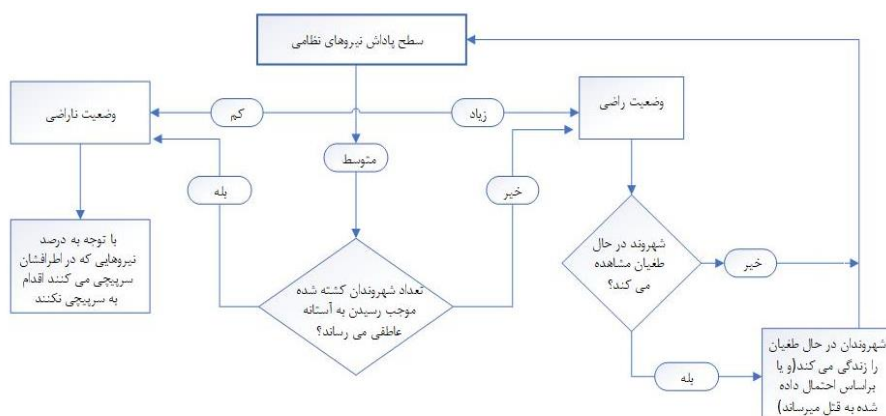 سطح پاداش نیروهای نظامی
وضعیت راضی
زیاد
کم
وضعیت ناراضی
متوسط
خیر
بله
با توجه به درصد
نیروهایی که در اطرافشان
سرپیچی می کنند اقدام
به سرپیچی نکنند
تعداد شهروندان کشته شده
موجب رسیدن به آستانه
عاطفی می رساند؟
شهروند در حال
طغیان مشاهده
می کند؟
خیر
بله
شهروندان در حال طغیان
را زندگی می کند(و یا
براساس احتمال داده
شده به قتل میرساند)